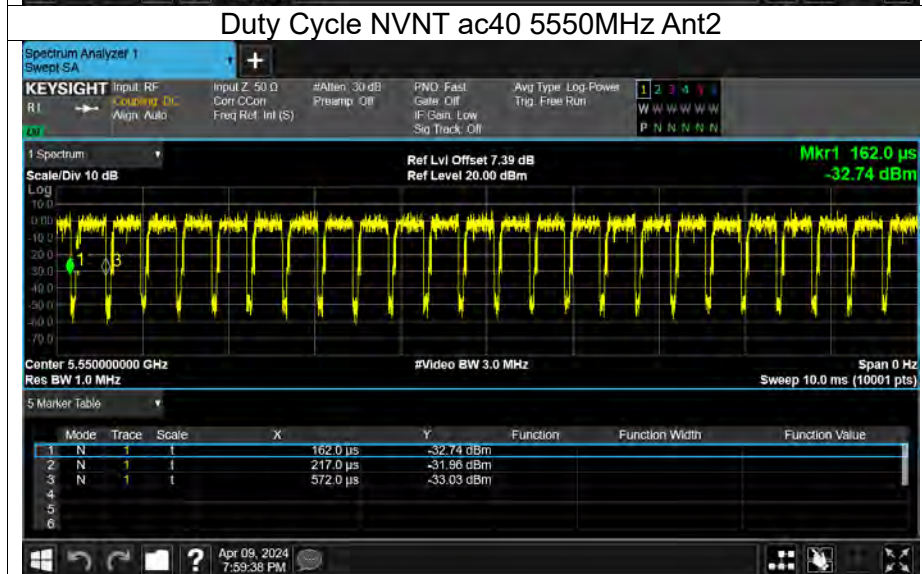 Duty Cycle NVNT ac40 5550MHz Ant2
Spectrum Analyzer 1
Swept SA
+
KEYSIGHT Input: RF Input Z: 50 Ω #Atten: 30 dB PNO: Fast Avg Type: Log-Power 1 2 3 4 5 6
Coupling: DC Corr CCorr Preamp: Off Gate: Off Trig: Free Run W W W W W W
Align: Auto Freq Ref: Int (S) IF Gain: Low
Sig Track: Off P N N N N N
1 Spectrum
Ref Lvl Offset 7.39 dB Mkr1 162.0 µs
Scale/Div 10 dB Ref Level 20.00 dBm -32.74 dBm
Log
10.0
0.00
-10.0
-20.0
-30.0
-40.0
-50.0
-60.0
-70.0
1 3
Center 5.550000000 GHz #Video BW 3.0 MHz Span 0 Hz
Res BW 1.0 MHz Sweep 10.0 ms (10001 pts)
5 Marker Table
Mode Trace Scale X Y Function Function Width Function Value
1 N 1 t 162.0 µs -32.74 dBm
2 N 1 t 217.0 µs -31.96 dBm
3 N 1 t 572.0 µs -33.03 dBm
4
5
6
? Apr 09, 2024
7:59:38 PM